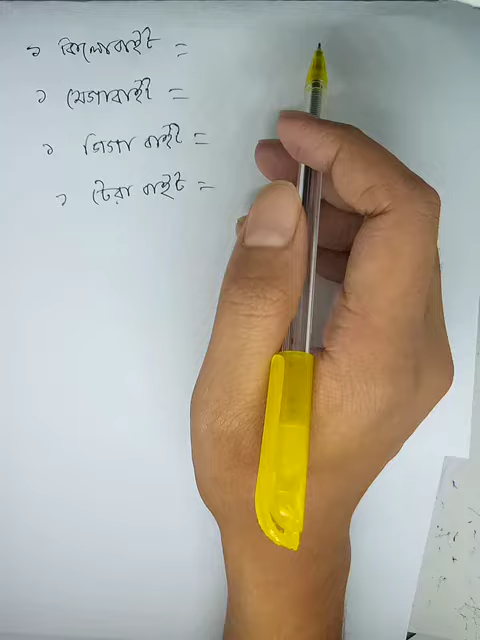 ১ কিলোবাইট =
১ মেগাবাইট =
১ গিগা বাইট =
১ টেরা বাইট =